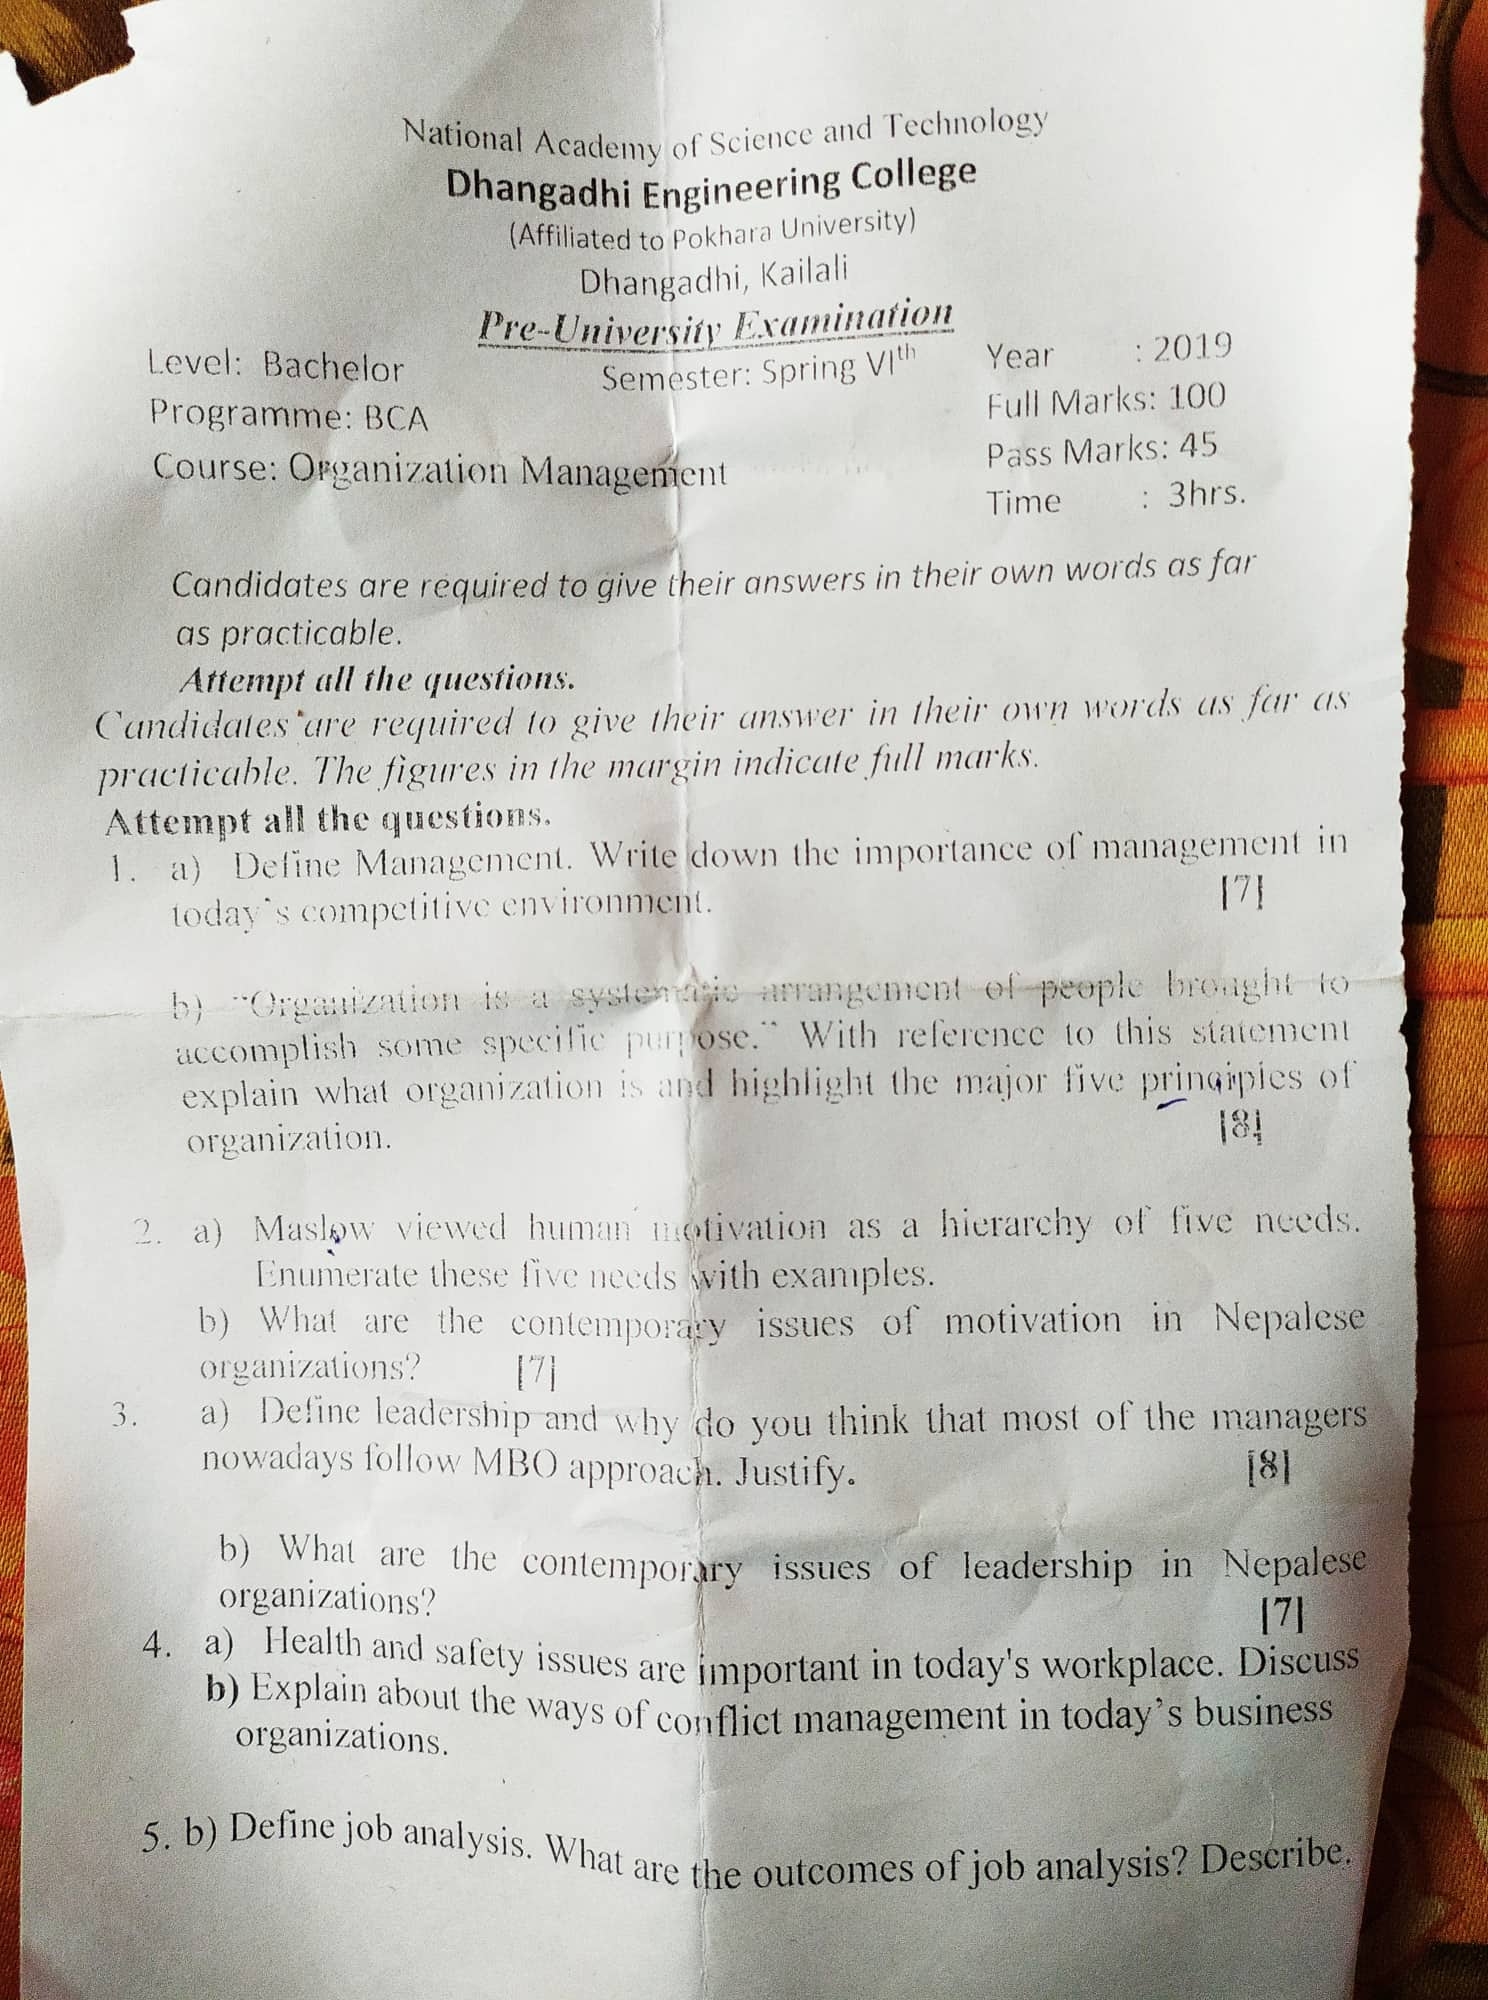 National Academy of Science and Technology
Dhangadhi Engineering College
(Affiliated to Pokhara University)
Dhangadhi, Kailali
Pre-University Examination
Level: Bachelor Semester: Spring VIth Year : 2019
Programme: BCA Full Marks: 100
Course: Organization Management Pass Marks: 45
Time : 3hrs.
Candidates are required to give their answers in their own words as far
as practicable.
Attempt all the questions.
Candidates are required to give their answer in their own words as far as
practicable. The figures in the margin indicate full marks.
Attempt all the questions.
1. a) Define Management. Write down the importance of management in
today's competitive environment. [7]
b) "Organization is a systematic arrangement of people brought to
accomplish some specific purpose." With reference to this statement
explain what organization is and highlight the major five principles of
organization. [8]
2. a) Maslow viewed human motivation as a hierarchy of five needs.
Enumerate these five needs with examples.
b) What are the contemporary issues of motivation in Nepalese
organizations? [7]
3. a) Define leadership and why do you think that most of the managers
nowadays follow MBO approach. Justify. [8]
b) What are the contemporary issues of leadership in Nepalese
organizations? [7]
4. a) Health and safety issues are important in today's workplace. Discuss
b) Explain about the ways of conflict management in today's business
organizations.
5. b) Define job analysis. What are the outcomes of job analysis? Describe.